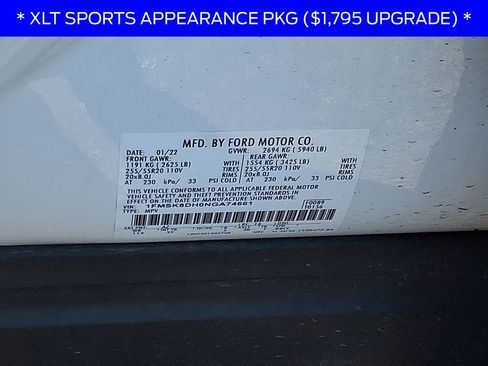 * XLT SPORTS APPEARANCE PKG ($1,795 UPGRADE) *
MFD. BY FORD MOTOR CO.
DATE: 01/22 GVWR: 2694 KG ( 5940 LB)
FRONT GAWR: REAR GAWR:
1191 KG ( 2625 LB) WITH 1554 KG ( 3425 LB) WITH
255/55R20 110V TIRES 255/55R20 110V TIRES
20x8.0J RIMS 20x8.0J RIMS
AT 230 kPa/ 33 PSI COLD AT 230 kPa/ 33 PSI COLD
THIS VEHICLE CONFORMS TO ALL APPLICABLE FEDERAL MOTOR
VEHICLE SAFETY AND BUMPER STANDARDS IN EFFECT ON THE
DATE OF MANUFACTURE SHOWN ABOVE.
VIN: 1FMSK8DH0NGA74661 F0089
TYPE: MPV T0156